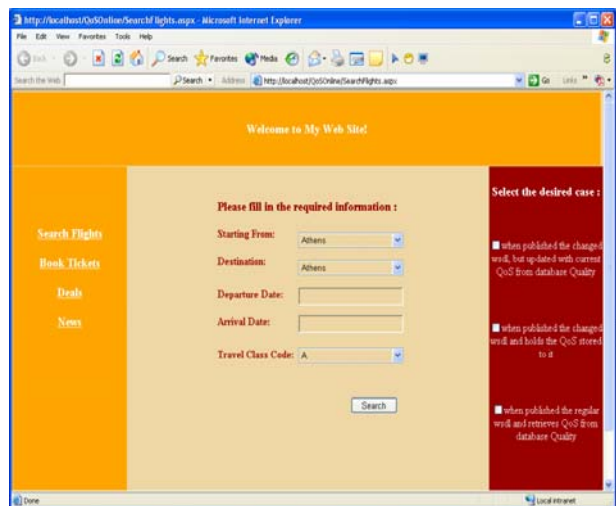 http://localhost/QoSOnline/SearchFlights.aspx - Microsoft Internet Explorer
File Edit View Favorites Tools Help
Back Search Favorites Media
Search the Web Search Address http://localhost/QoSOnline/SearchFlights.aspx Go Links »
Welcome to My Web Site!
Select the desired case :
Please fill in the required information :
Search Flights
Book Tickets
Deals
News
Starting From: Athens
Destination: Athens
Departure Date:
Arrival Date:
Travel Class Code: A
Search
when published the changed
wsdl, but updated with current
QoS from database Quality
when published the changed
wsdl and holds the QoS stored
to it
when published the regular
wsdl and retrieves QoS from
database Quality
Done Local intranet